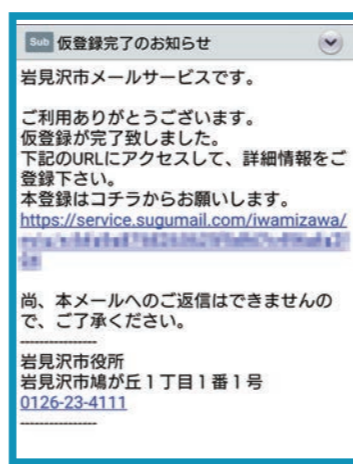 Sub 仮登録完了のお知らせ
岩見沢市メールサービスです。
ご利用ありがとうございます。
仮登録が完了致しました。
下記のURLにアクセスして、詳細情報をご
登録下さい。
本登録はコチラからお願いします。
https://service.sugumail.com/iwamizawa/
尚、本メールへのご返信はできませんの
で、ご了承ください。
----------------
岩見沢市役所
岩見沢市鳩が丘1丁目1番1号
0126-23-4111
----------------